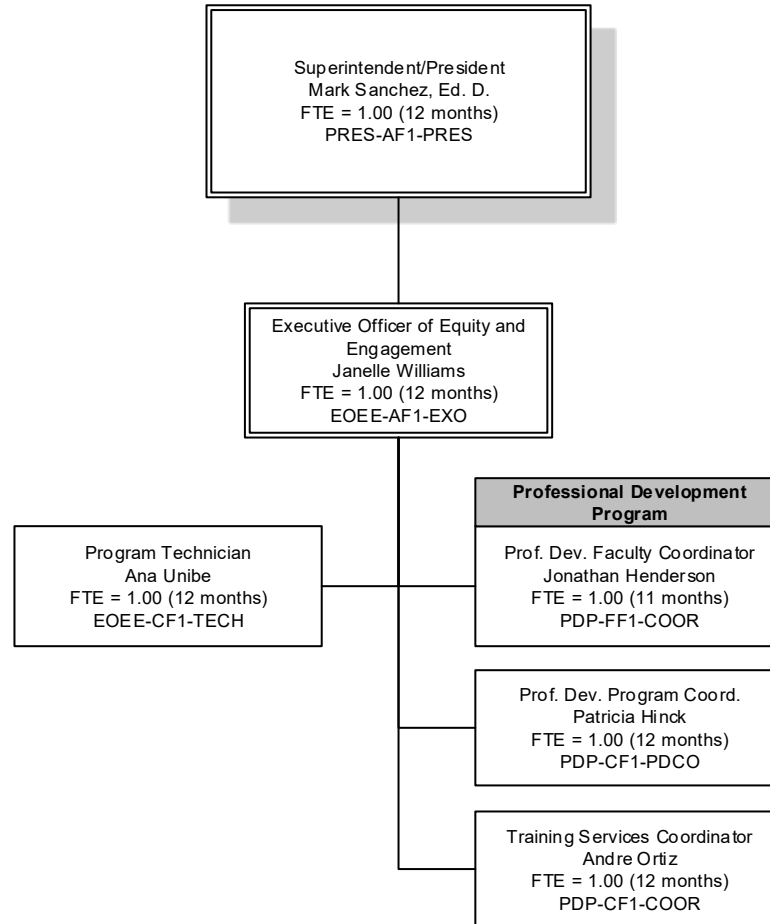 Superintendent/President
Mark Sanchez, Ed. D.
FTE = 1.00 (12 months)
PRES-AF1-PRES
Executive Officer of Equity and
Engagement
Janelle Williams
FTE = 1.00 (12 months)
EOEE-AF1-EXO
Program Technician
Ana Unibe
FTE = 1.00 (12 months)
EOEE-CF1-TECH
Professional Development
Program
Prof. Dev. Faculty Coordinator
Jonathan Henderson
FTE = 1.00 (11 months)
PDP-FF1-COOR
Prof. Dev. Program Coord.
Patricia Hinck
FTE = 1.00 (12 months)
PDP-CF1-PDCO
Training Services Coordinator
Andre Ortiz
FTE = 1.00 (12 months)
PDP-CF1-COOR